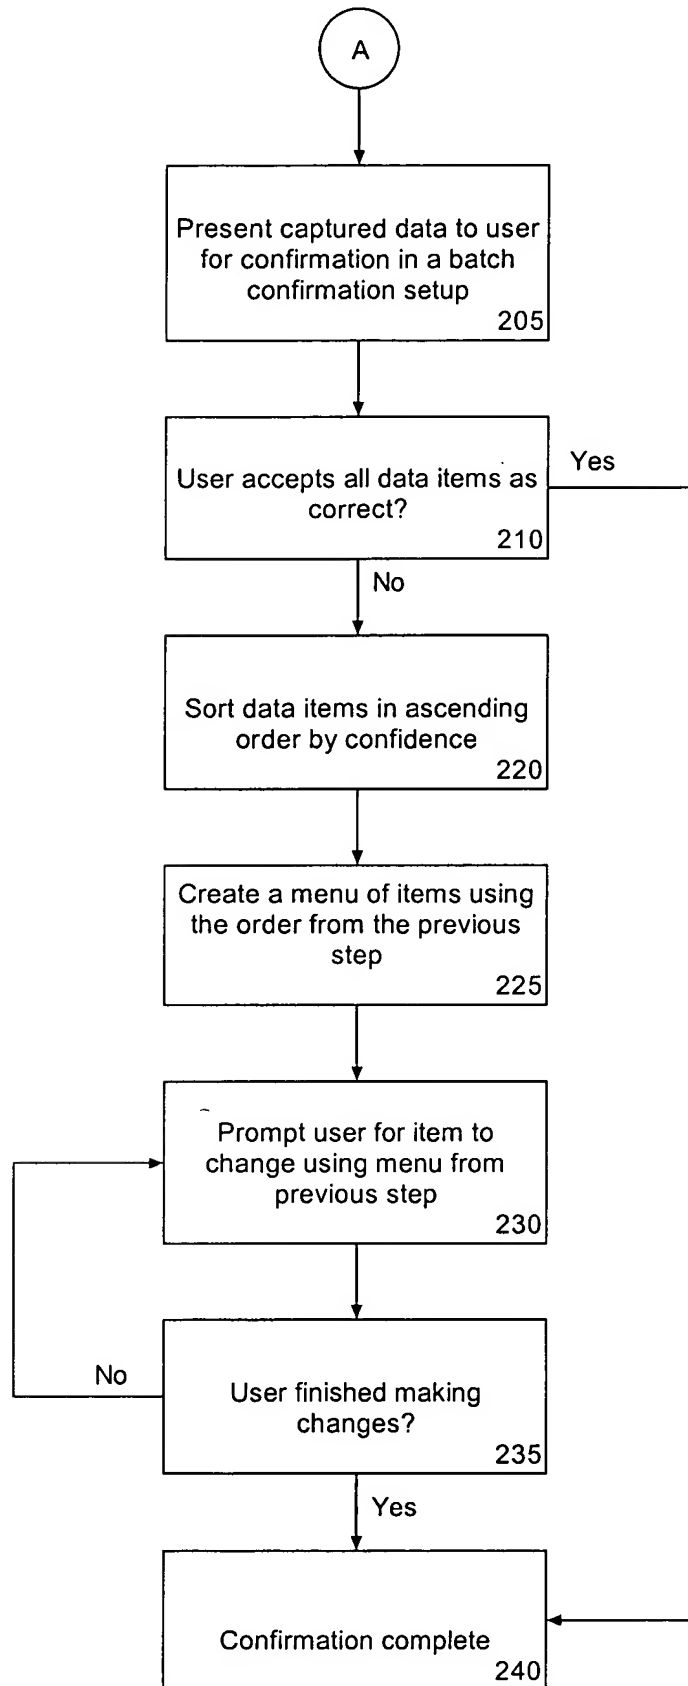 A
Present captured data to user
for confirmation in a batch
confirmation setup
205
User accepts all data items as
correct?
210
Yes
No
Sort data items in ascending
order by confidence
220
Create a menu of items using
the order from the previous
step
225
Prompt user for item to
change using menu from
previous step
230
No
User finished making
changes?
235
Yes
Confirmation complete
240